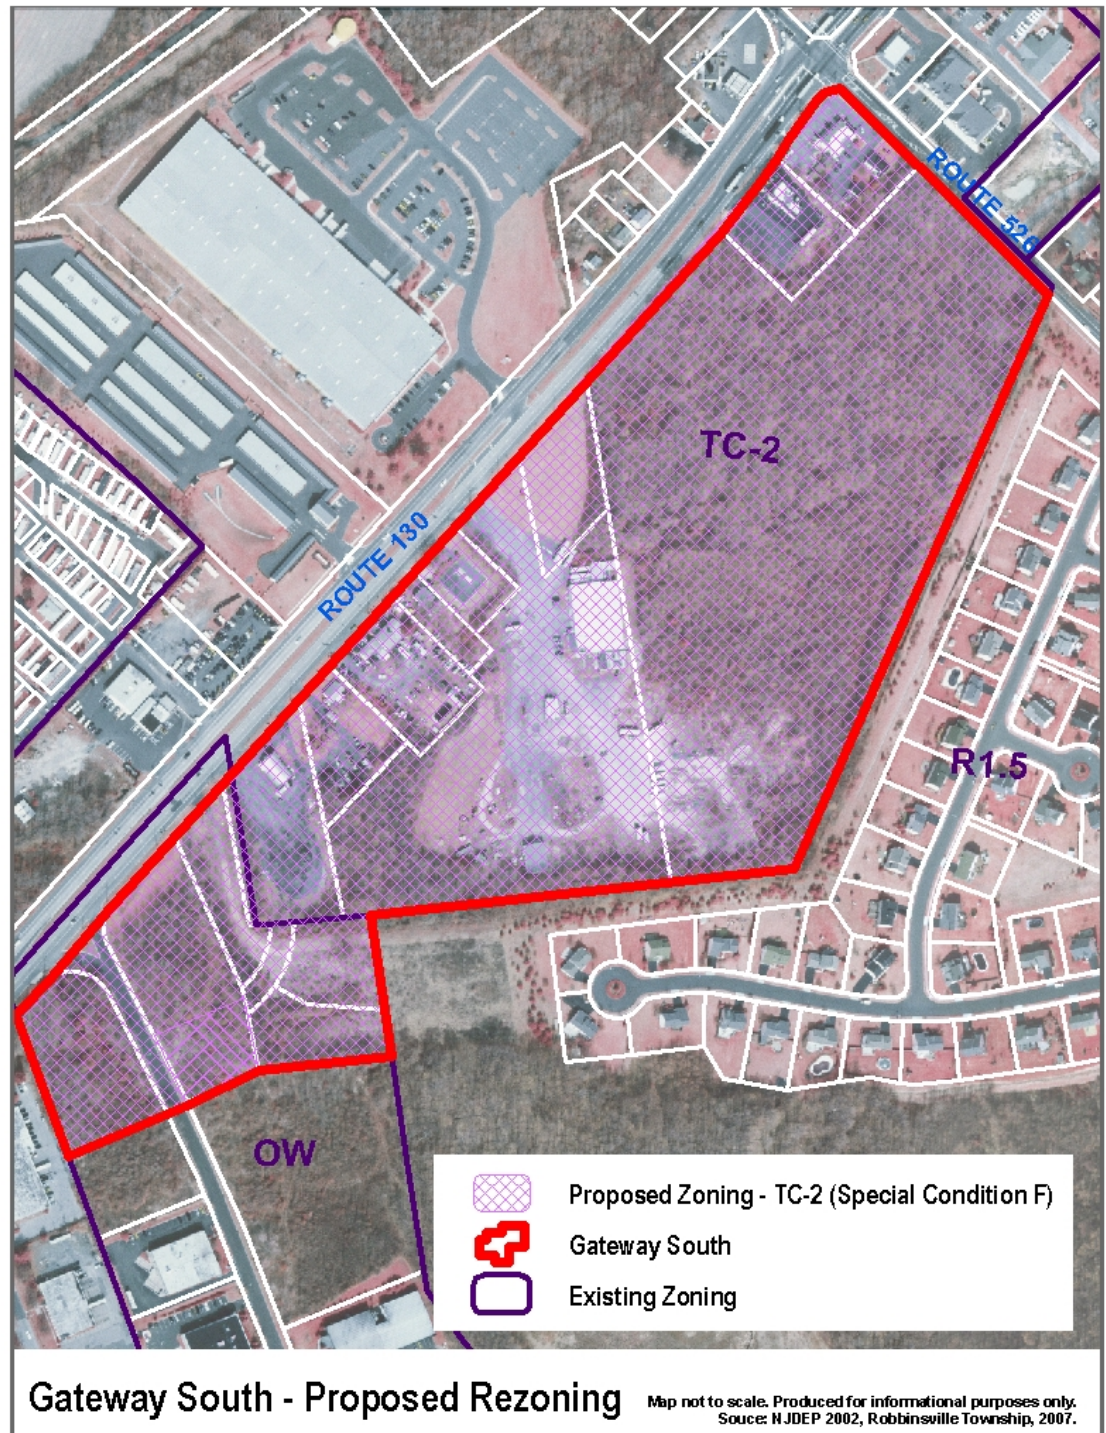 ROUTE 526
TC-2
ROUTE 130
R1.5
OW
Proposed Zoning - TC-2 (Special Condition F)
Gateway South
Existing Zoning
Gateway South - Proposed Rezoning
Map not to scale. Produced for informational purposes only.
Souce: NJDEP 2002, Robbinsville Township, 2007.